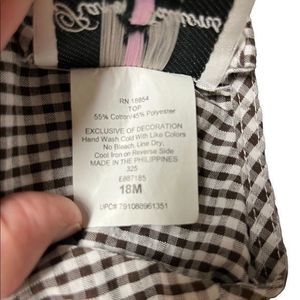 RN 18854
TOP
55% Cotton/45% Polyester
EXCLUSIVE OF DECORATION
Hand Wash Cold With Like Colors
No Bleach, Line Dry,
Cool Iron on Reverse Side
MADE IN THE PHILIPPINES
325
E887185
18M
UPC# 791088961351